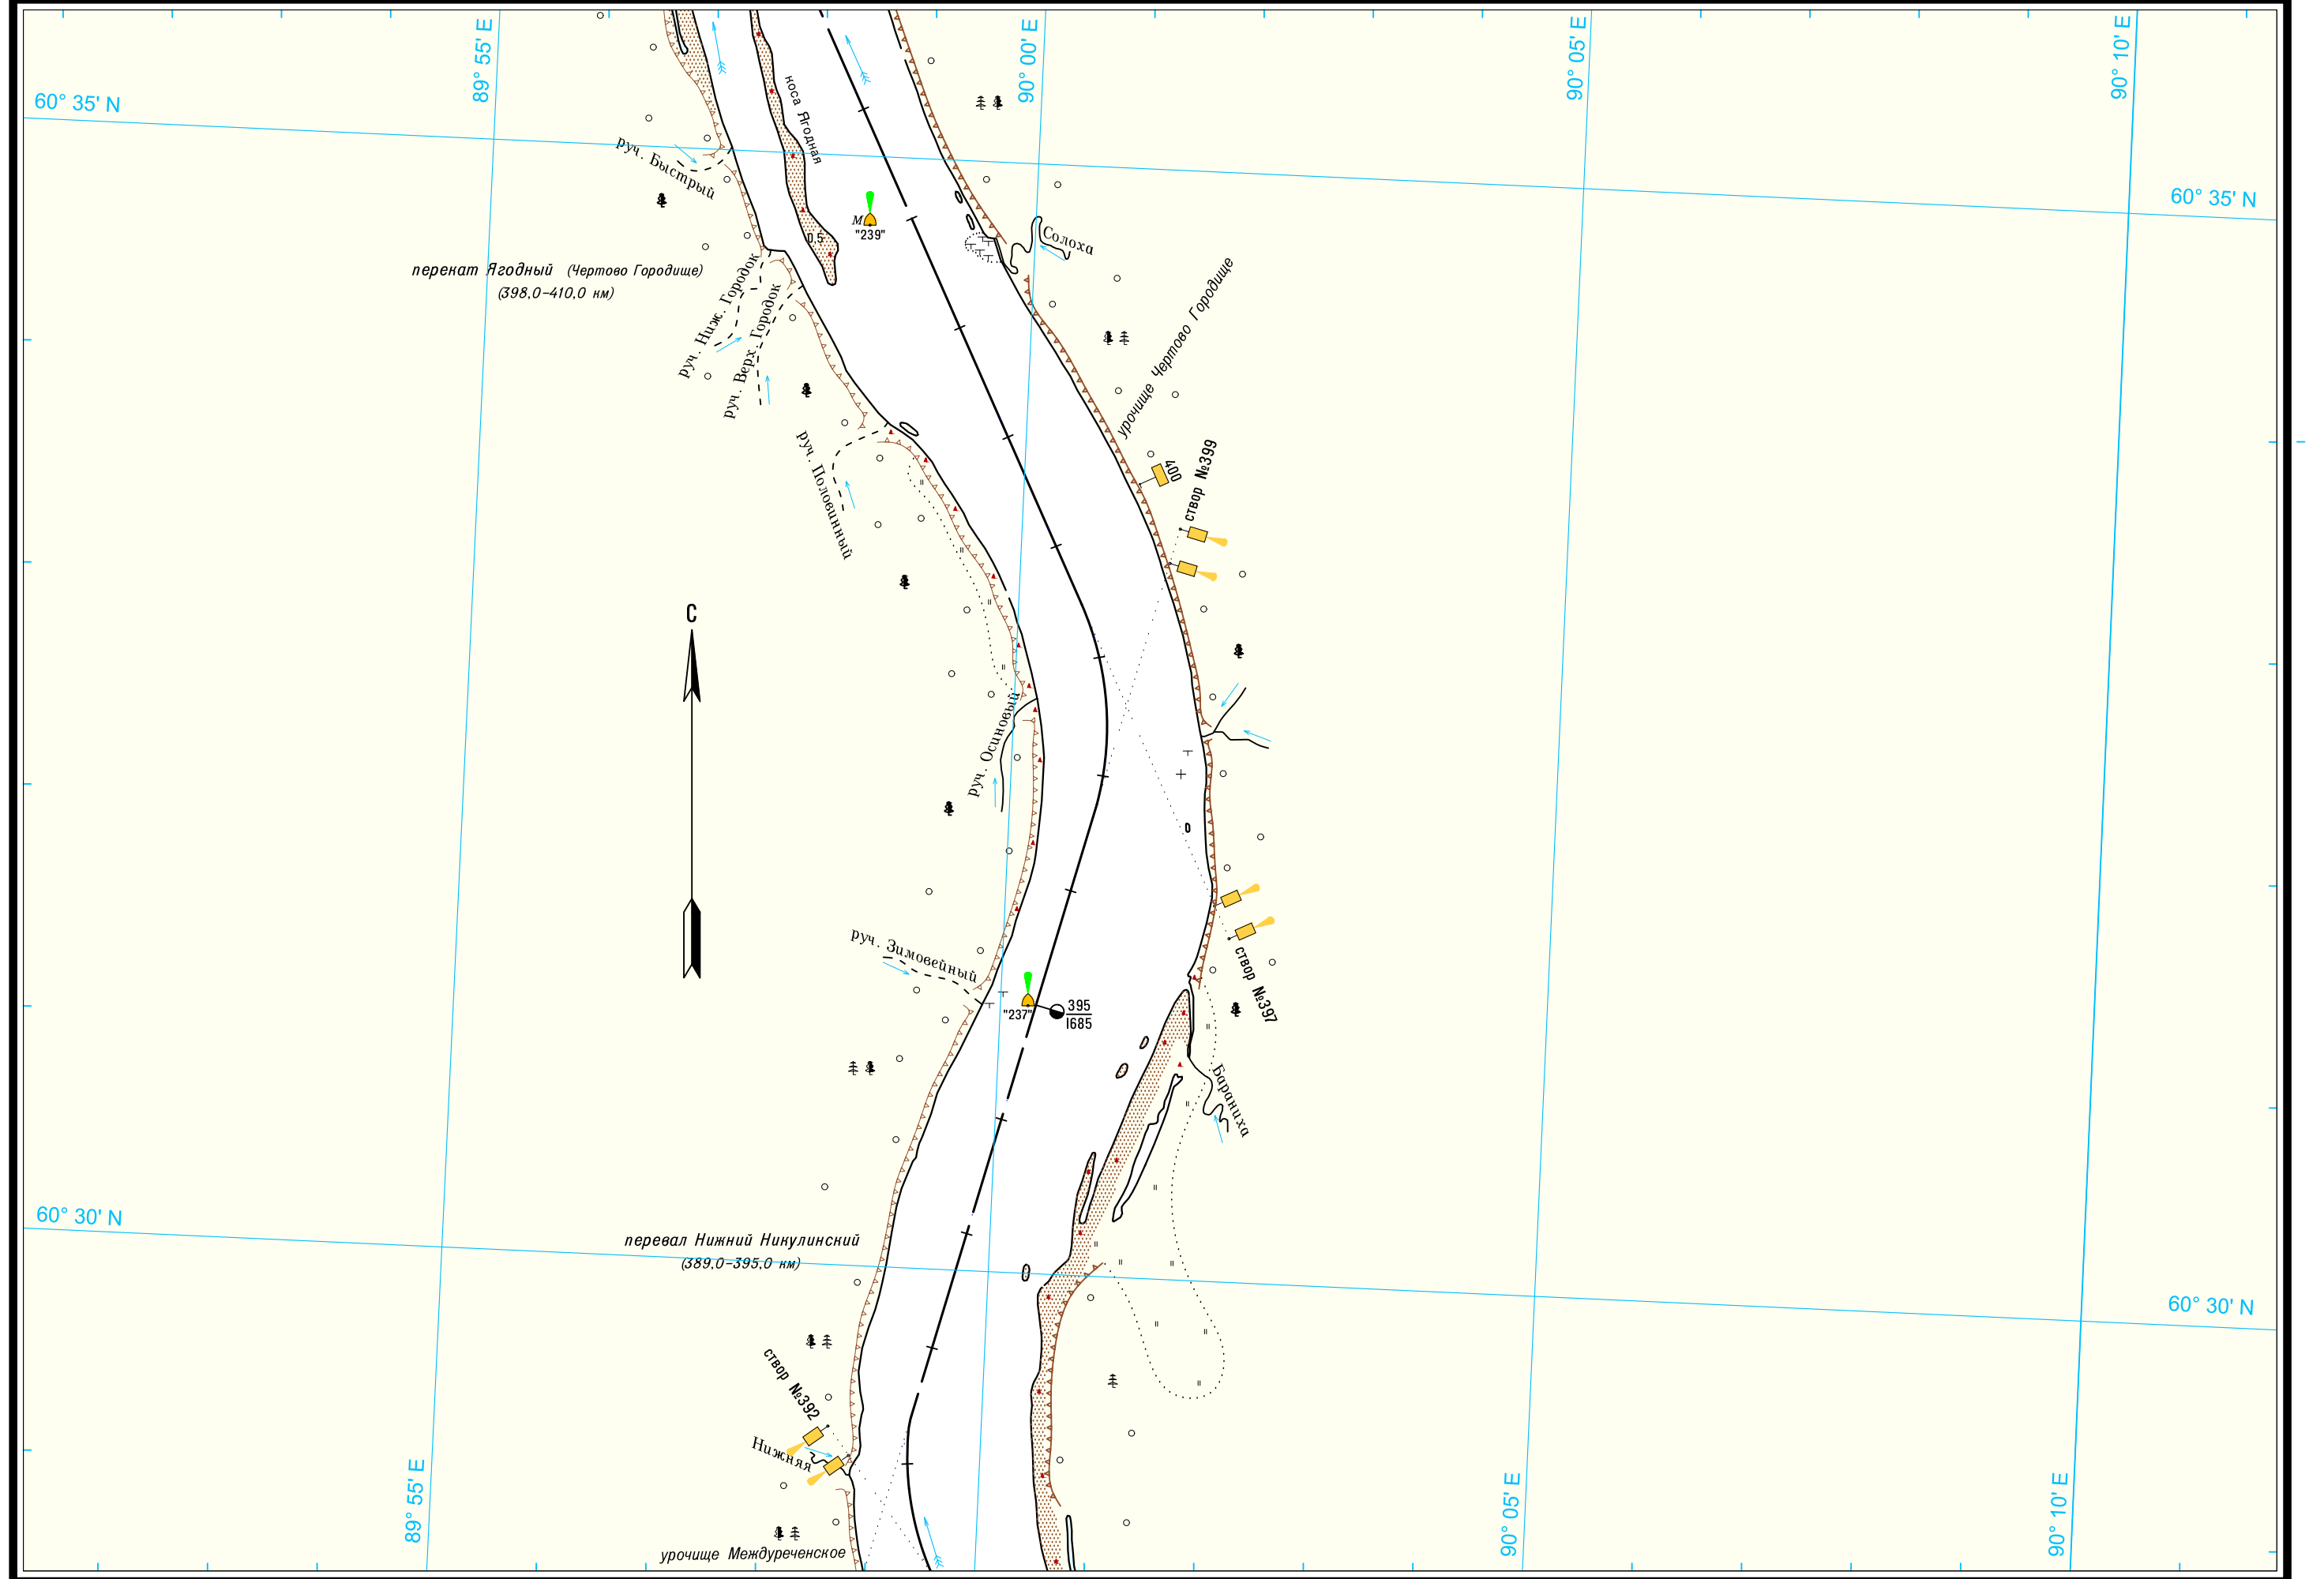 89° 55' E
90° 00' E
90° 05' E
90° 10' E
60° 35' N
60° 35' N
коса Ягодная
руч. Быстрый
М
"239"
0,5
Солоха
перекат Ягодный (Чертово Городище)
(398,0-410,0 км)
руч. Ниж. Городок
руч. Верх. Городок
урочище Чертово Городище
руч. Половинный
400
створ №399
С
руч. Осиновый
руч. Зимовейный
створ №397
"237"
395
1685
Бараниха
60° 30' N
60° 30' N
перевал Нижний Никулинский
(389,0-395,0 км)
створ №392
Нижняя
урочище Междуреченское
89° 55' E
90° 05' E
90° 10' E